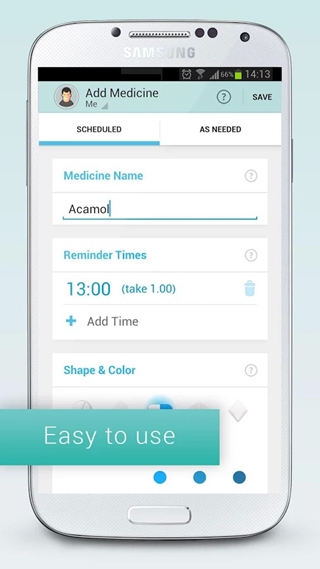 SAMSUNG
66% 14:13
Add Medicine
Me
SAVE
SCHEDULED
AS NEEDED
Medicine Name
?
Acamol
Reminder Times
?
13:00 (take 1.00)
+ Add Time
Shape & Color
?
Easy to use